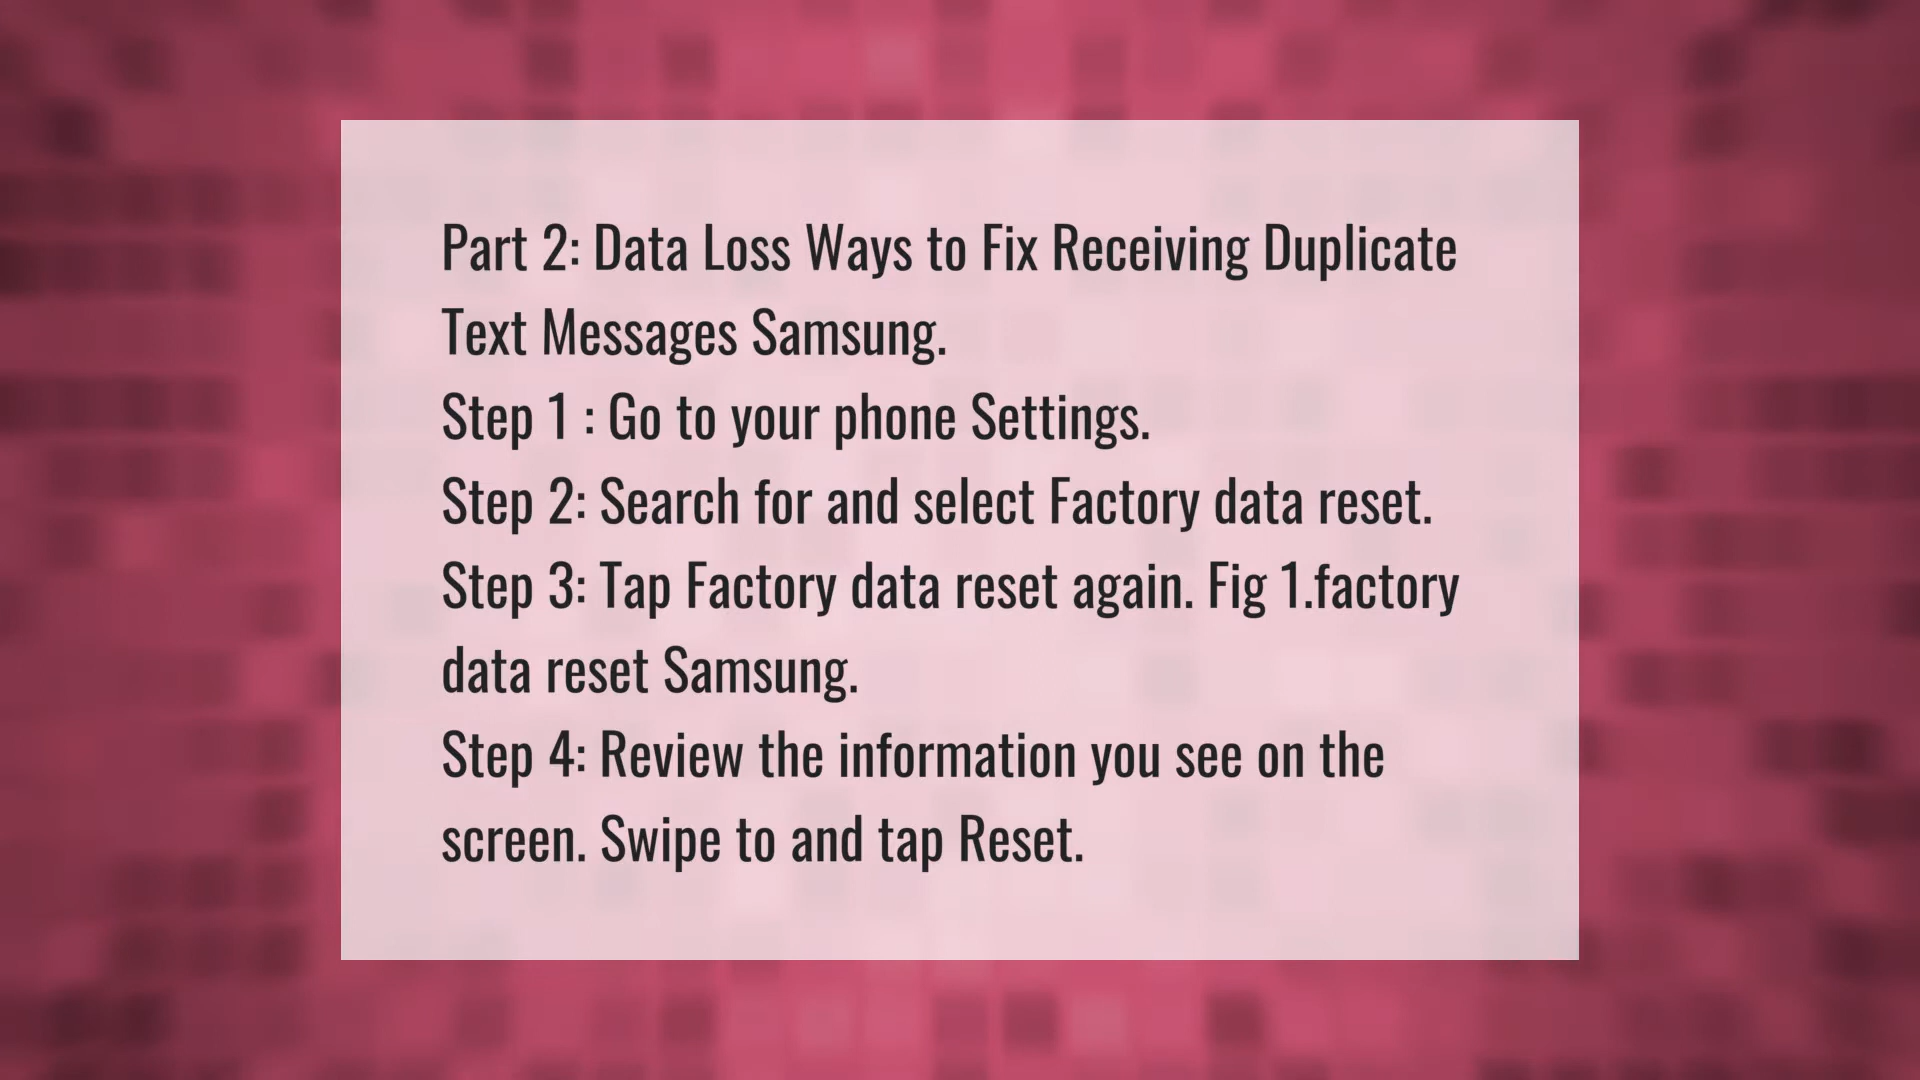 Part 2: Data Loss Ways to Fix Receiving Duplicate
Text Messages Samsung.
Step 1 : Go to your phone Settings.
Step 2: Search for and select Factory data reset.
Step 3: Tap Factory data reset again. Fig 1.factory
data reset Samsung.
Step 4: Review the information you see on the
screen. Swipe to and tap Reset.